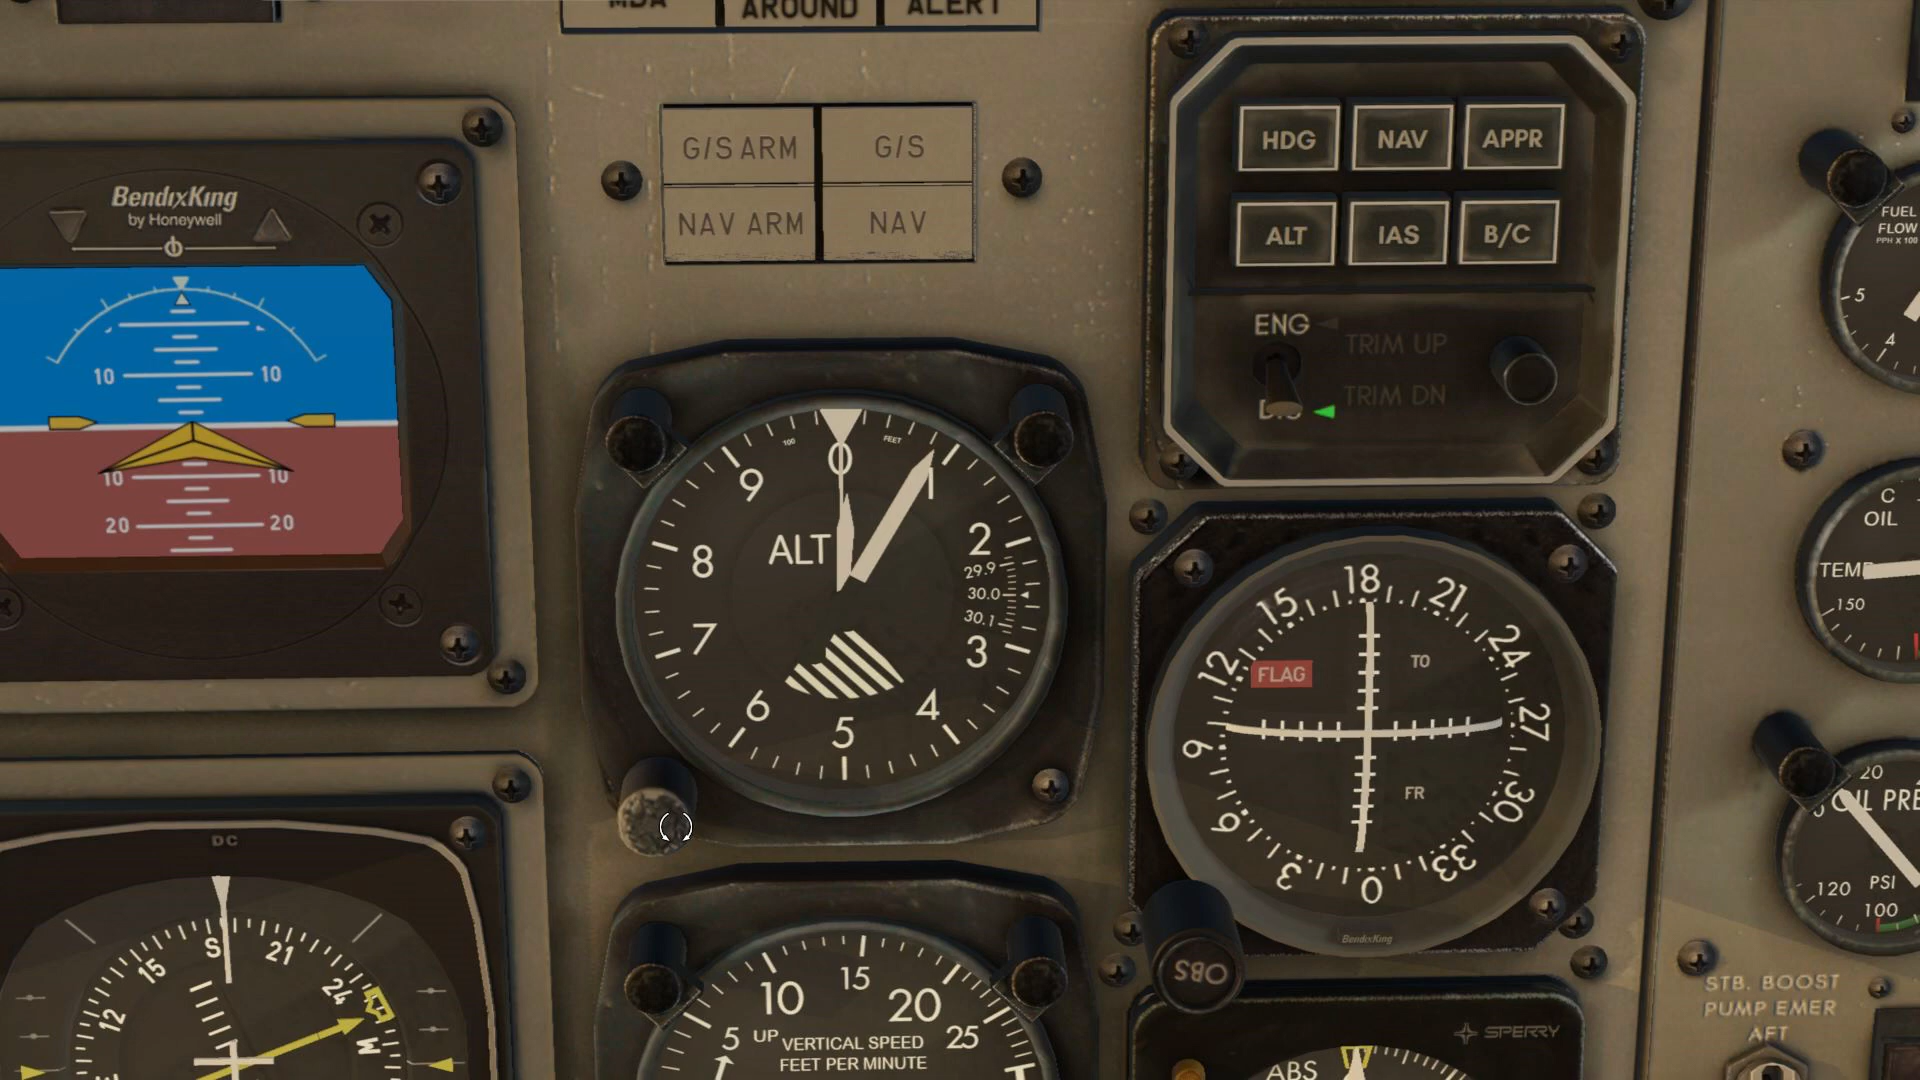 MDA
AROUND
ALERT
BendixKing
by Honeywell
10 10
10 10
20 20
G/S ARM G/S
NAV ARM NAV
HDG NAV APPR
ALT IAS B/C
ENG
TRIM UP
TRIM DN
FUEL
FLOW
PPH X 100
5
4
100 FEET
0
1
2
3
4
5
6
7
8
9
ALT
29.9
30.0
30.1
C
OIL
150
18
21
24
27
30
33
0
3
6
9
12
15
FLAG
TO
FR
BendixKing
OBS
20
120 PSI
100
DC
S
21
24
W
15
12
5
10
15
20
25
UP VERTICAL SPEED
FEET PER MINUTE
SPERRY
ABS
STB. BOOST
PUMP EMER
AFT